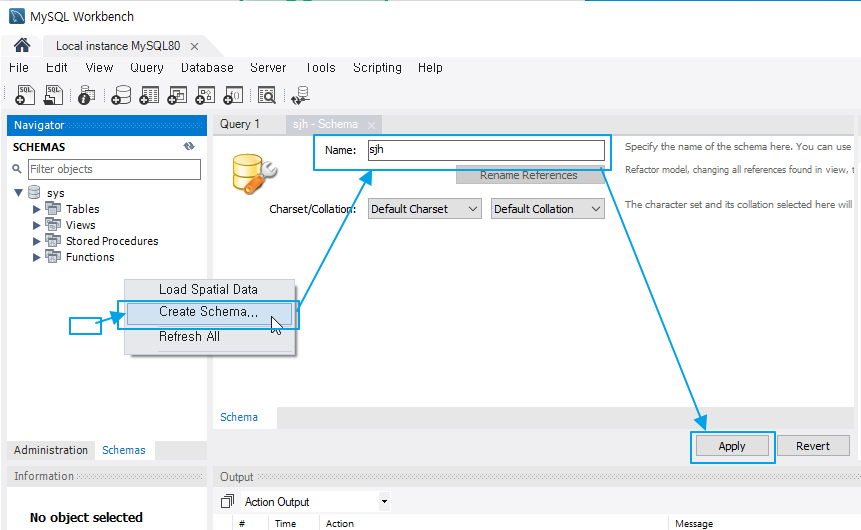 MySQL Workbench
Local instance MySQL80
File Edit View Query Database Server Tools Scripting Help
Navigator
SCHEMAS
Filter objects
sys
Tables
Views
Stored Procedures
Functions
Load Spatial Data
Create Schema...
Refresh All
Administration Schemas
Information
No object selected
Query 1 sjh - Schema
Name: sjh
Rename References
Charset/Collation: Default Charset Default Collation
Specify the name of the schema here. You can use
Refactor model, changing all references found in view, t
The character set and its collation selected here will
Schema
Apply Revert
Output
Action Output
# Time Action Message